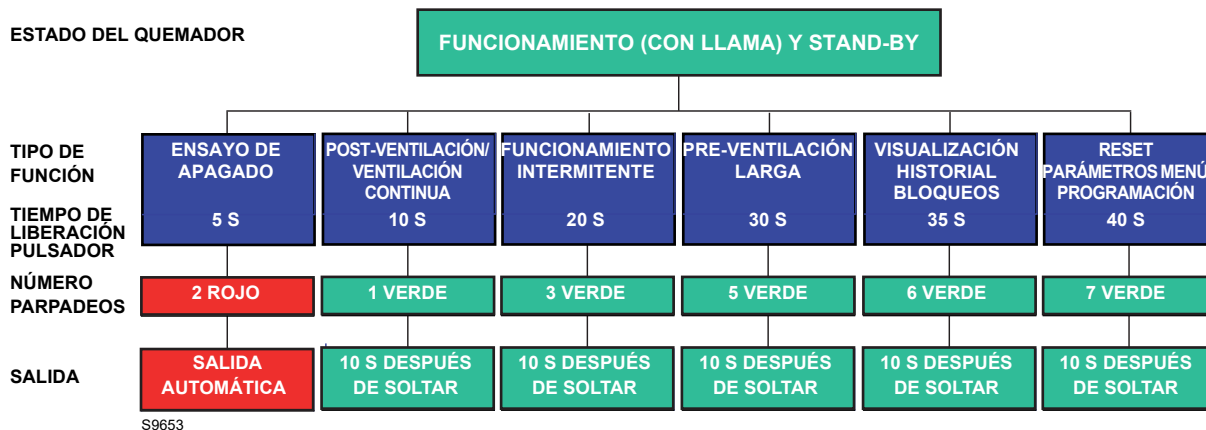 ESTADO DEL QUEMADOR
FUNCIONAMIENTO (CON LLAMA) Y STAND-BY
TIPO DE
FUNCIÓN
ENSAYO DE
APAGADO
POST-VENTILACIÓN/
VENTILACIÓN
CONTINUA
FUNCIONAMIENTO
INTERMITENTE
PRE-VENTILACIÓN
LARGA
VISUALIZACIÓN
HISTORIAL
BLOQUEOS
RESET
PARÁMETROS MENÚ
PROGRAMACIÓN
TIEMPO DE
LIBERACIÓN
PULSADOR
5 S
10 S
20 S
30 S
35 S
40 S
NÚMERO
PARPADEOS
2 ROJO
1 VERDE
3 VERDE
5 VERDE
6 VERDE
7 VERDE
SALIDA
SALIDA
AUTOMÁTICA
10 S DESPUÉS
DE SOLTAR
10 S DESPUÉS
DE SOLTAR
10 S DESPUÉS
DE SOLTAR
10 S DESPUÉS
DE SOLTAR
10 S DESPUÉS
DE SOLTAR
S9653